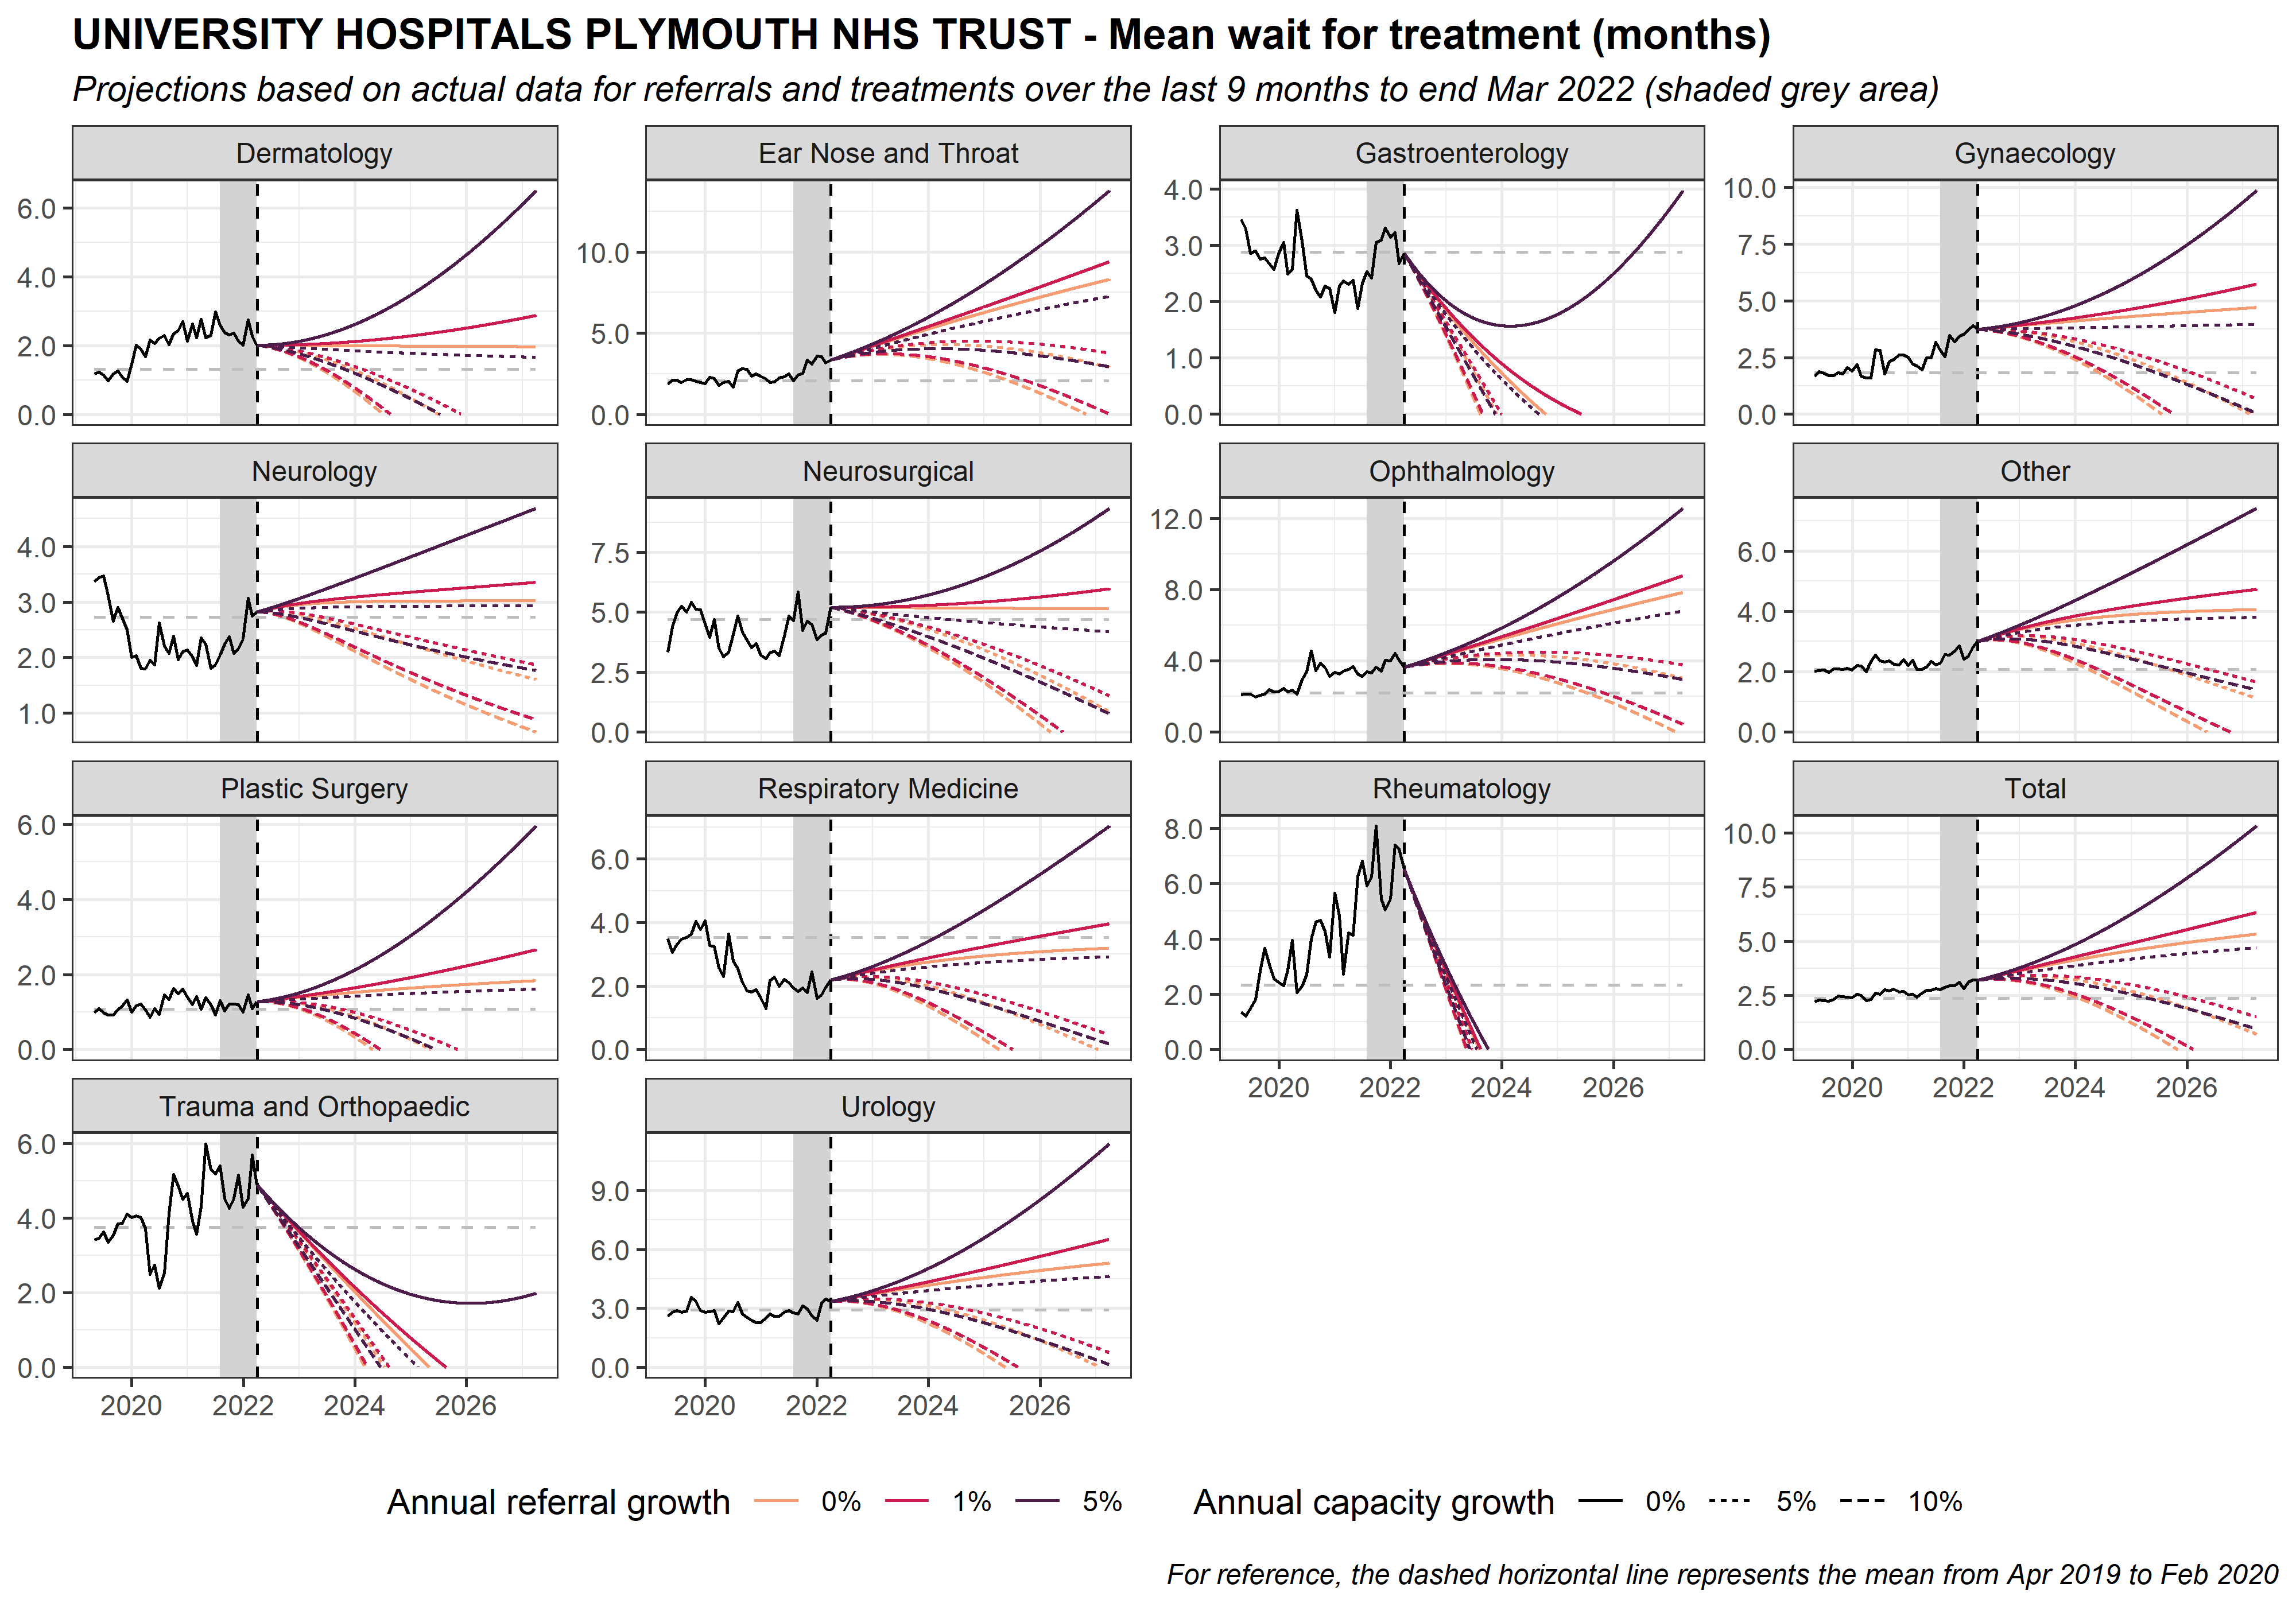 UNIVERSITY HOSPITALS PLYMOUTH NHS TRUST - Mean wait for treatment (months)
Projections based on actual data for referrals and treatments over the last 9 months to end Mar 2022 (shaded grey area)
Dermatology
6.0
4.0
2.0
0.0
Ear Nose and Throat
10.0
5.0
0.0
Gastroenterology
4.0
3.0
2.0
1.0
0.0
Gynaecology
10.0
7.5
5.0
2.5
0.0
Neurology
4.0
3.0
2.0
1.0
Neurosurgical
7.5
5.0
2.5
0.0
Ophthalmology
12.0
8.0
4.0
0.0
Other
6.0
4.0
2.0
0.0
Plastic Surgery
6.0
4.0
2.0
0.0
Respiratory Medicine
6.0
4.0
2.0
0.0
Rheumatology
8.0
6.0
4.0
2.0
0.0
2020 2022 2024 2026
Total
10.0
7.5
5.0
2.5
0.0
2020 2022 2024 2026
Trauma and Orthopaedic
6.0
4.0
2.0
0.0
2020 2022 2024 2026
Urology
9.0
6.0
3.0
0.0
2020 2022 2024 2026
Annual referral growth 0% 1% 5%
Annual capacity growth 0% 5% 10%
For reference, the dashed horizontal line represents the mean from Apr 2019 to Feb 2020